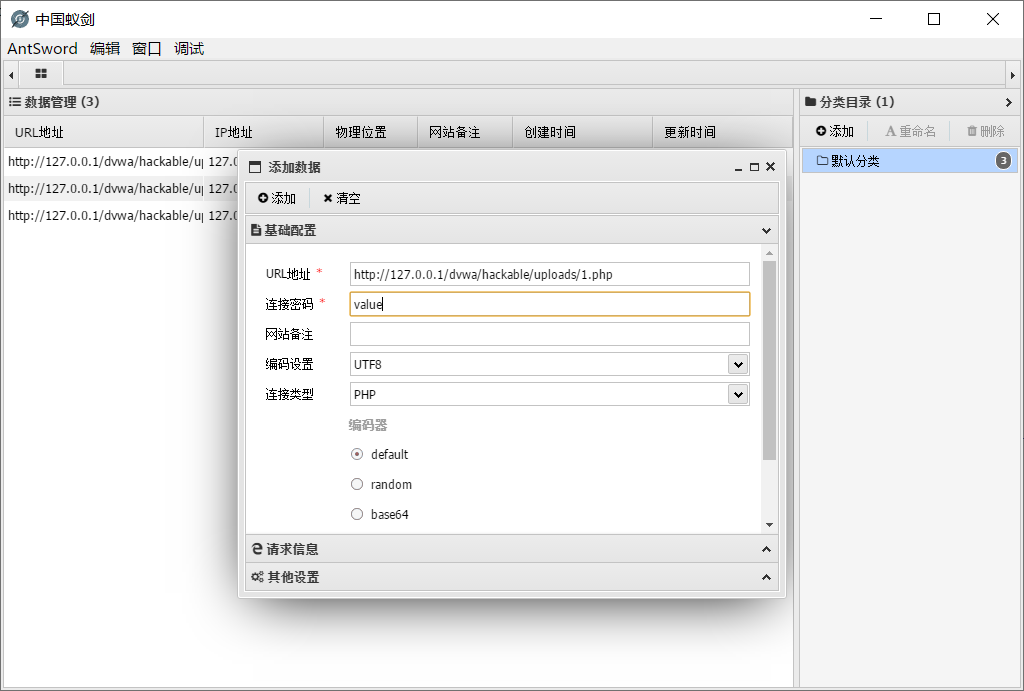 中国蚁剑
AntSword 编辑 窗口 调试
数据管理 (3)
URL地址 IP地址 物理位置 网站备注 创建时间 更新时间
http://127.0.0.1/dvwa/hackable/up 127.0
http://127.0.0.1/dvwa/hackable/up 127.0
http://127.0.0.1/dvwa/hackable/up 127.0
添加数据
添加 清空
基础配置
URL地址 * http://127.0.0.1/dvwa/hackable/uploads/1.php
连接密码 * value
网站备注
编码设置 UTF8
连接类型 PHP
编码器
default
random
base64
请求信息
其他设置
分类目录 (1)
添加 重命名 删除
默认分类 3